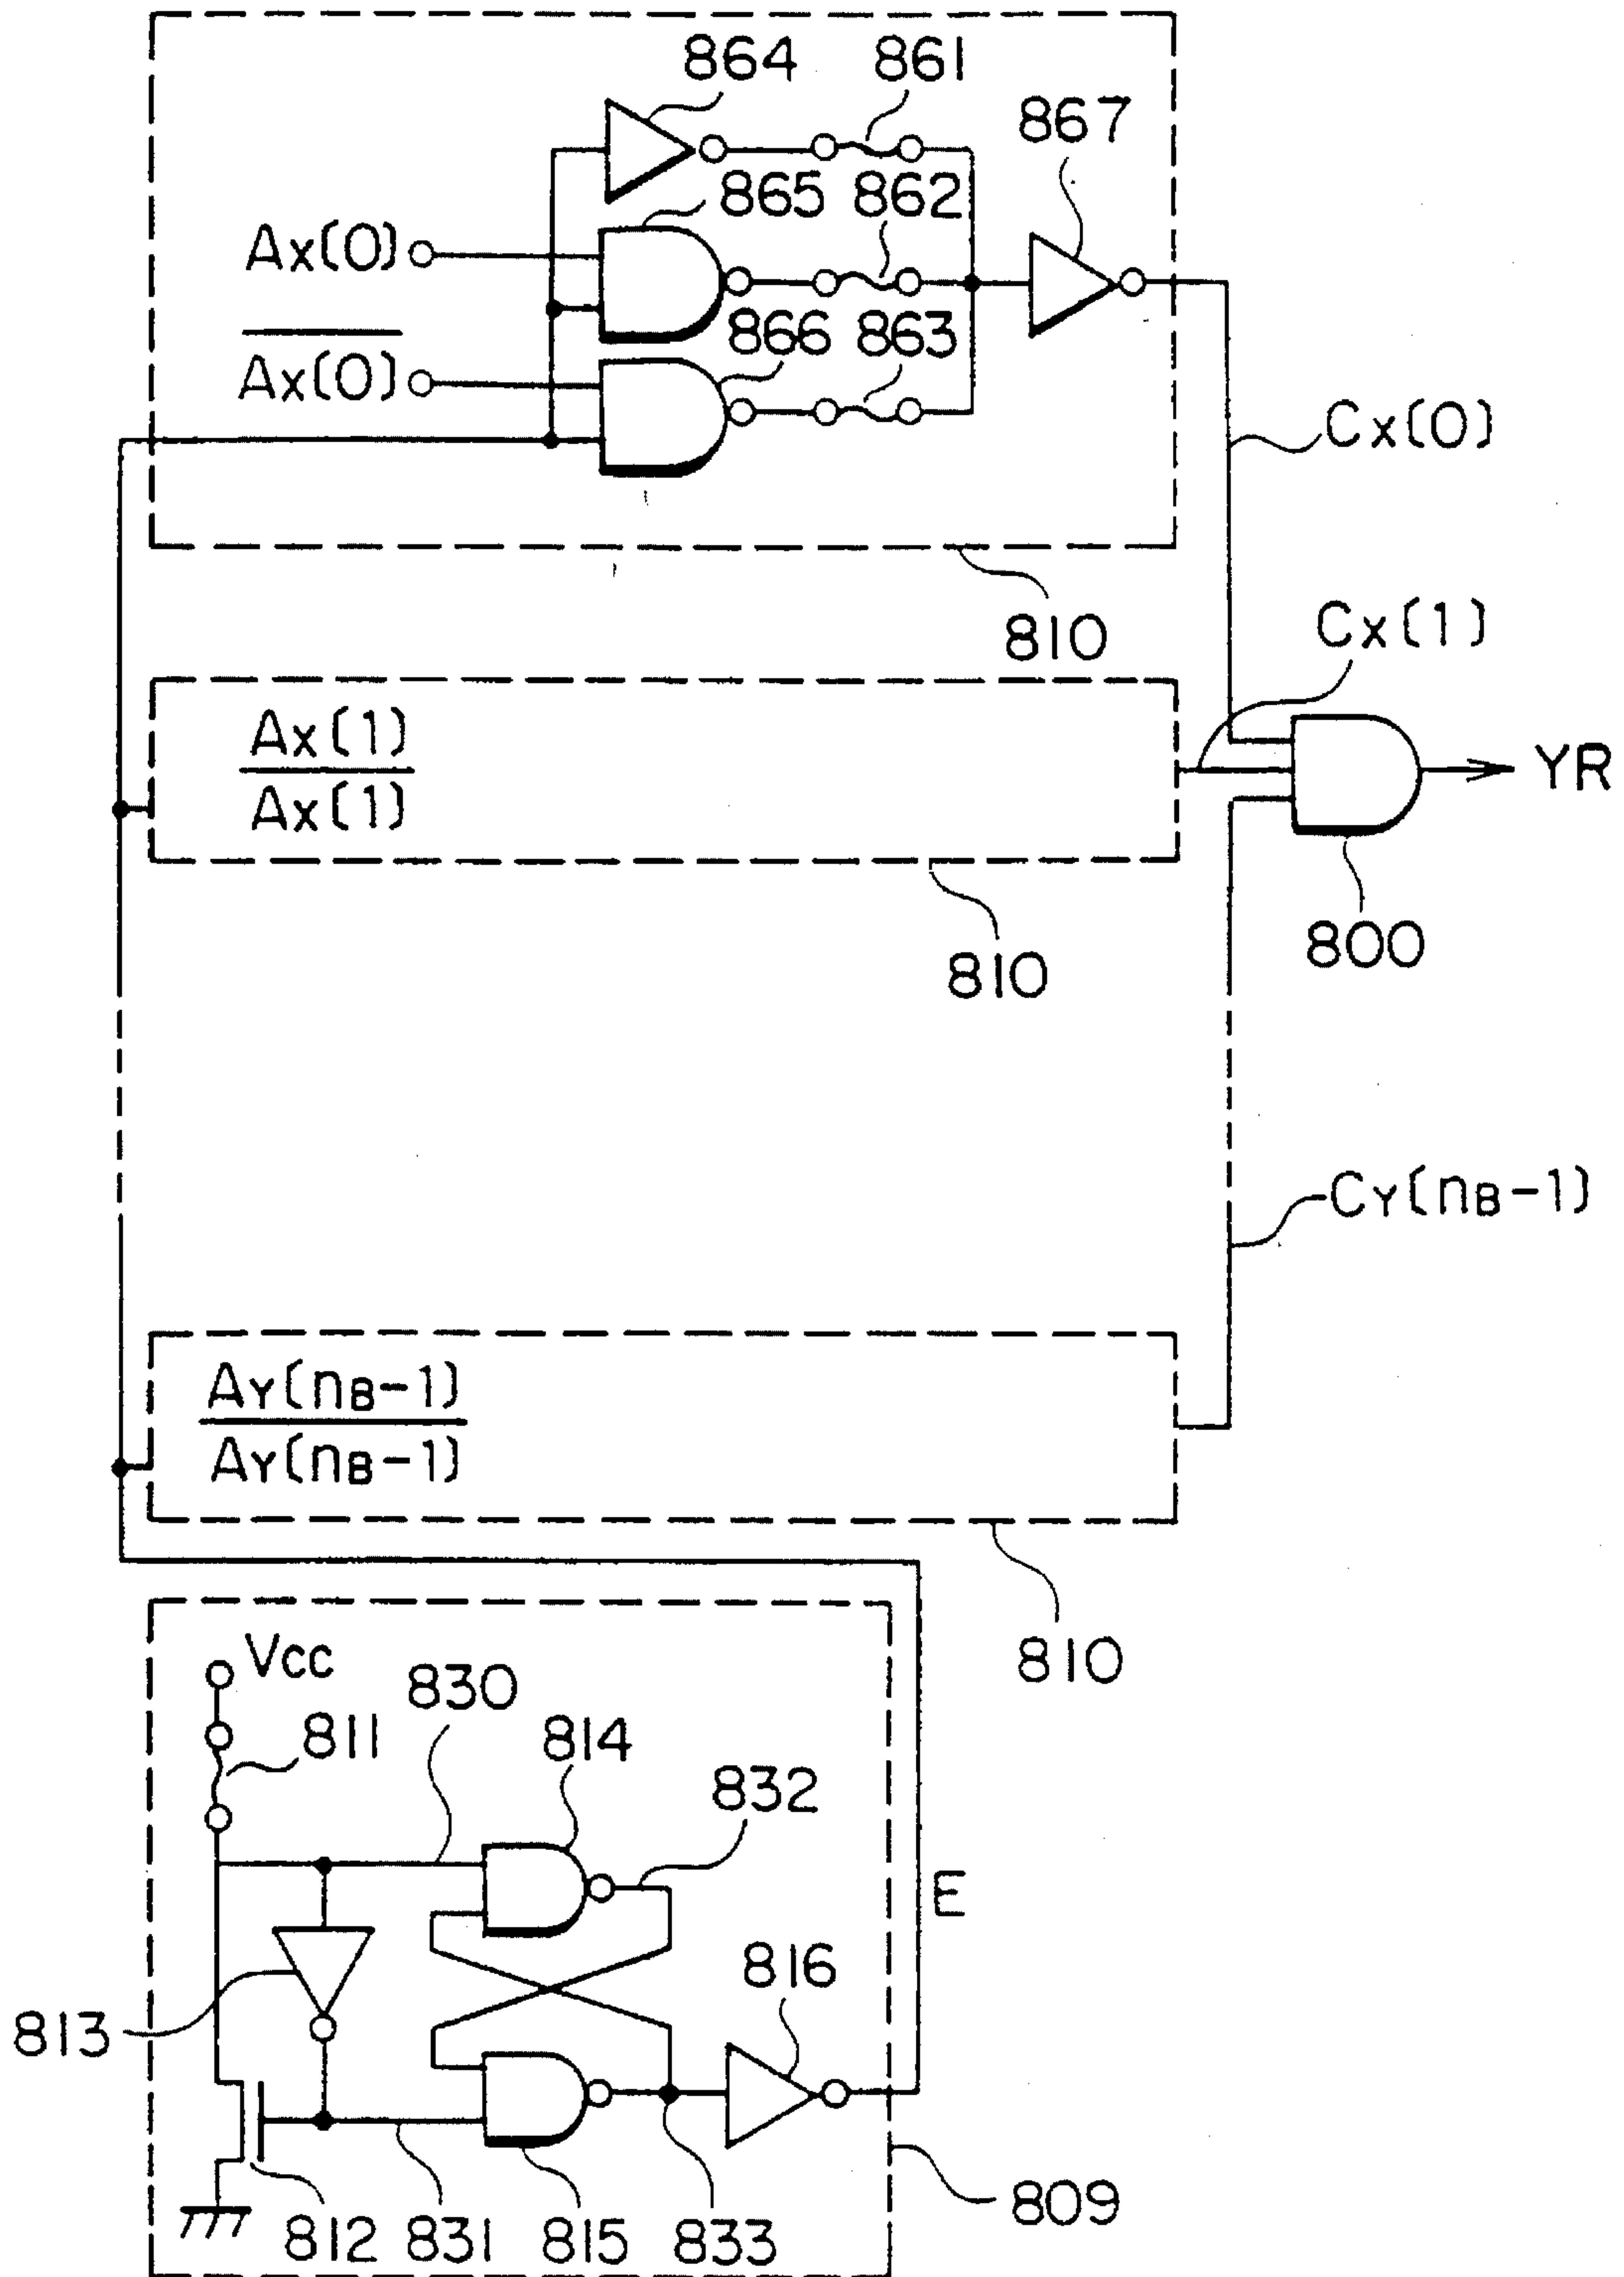 864 861
867
865 862
Ax(0)
866 863
Ax(0)
Cx(0)
810
Cx(1)
Ax(1)
Ax(1)
YR
800
810
CY(nB-1)
AY(nB-1)
AY(nB-1)
810
Vcc
830
811
814
832
E
816
813
809
812 831 815 833